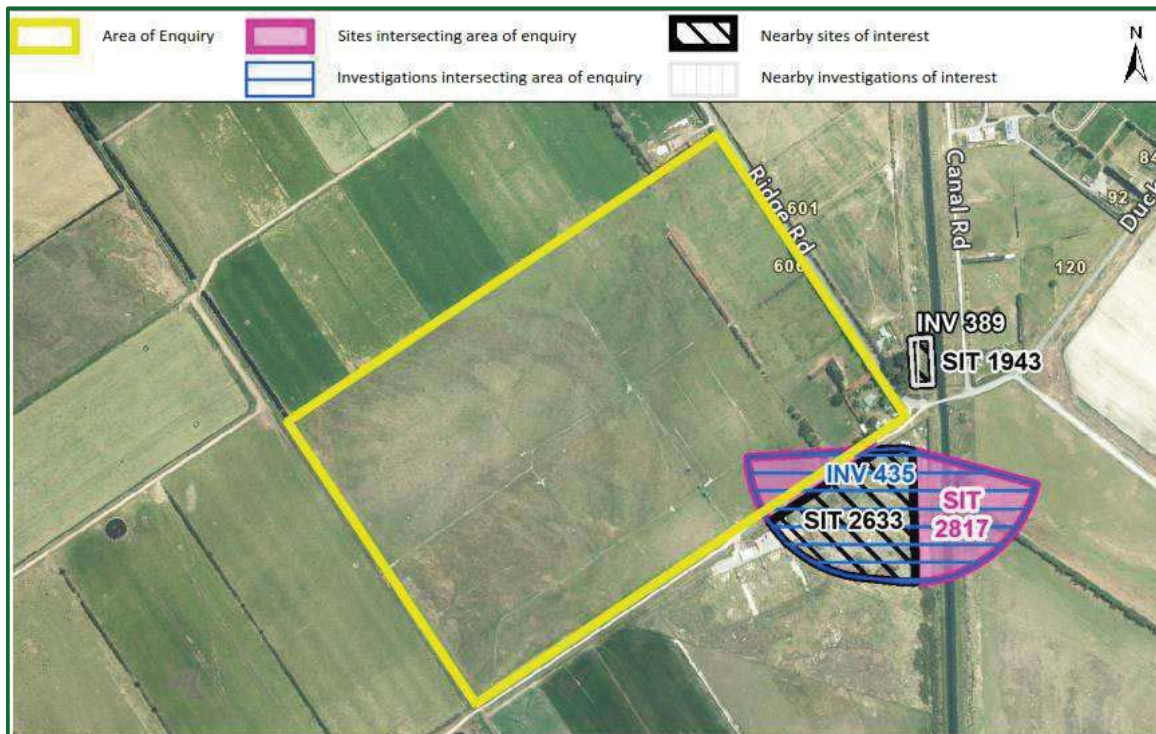 Area of Enquiry
Sites intersecting area of enquiry
Nearby sites of interest
N
Investigations intersecting area of enquiry
Nearby investigations of interest
Ridge Rd
601
606
Canal Rd
84
92
120
INV 389
SIT 1943
INV 435
SIT 2633
SIT
2817